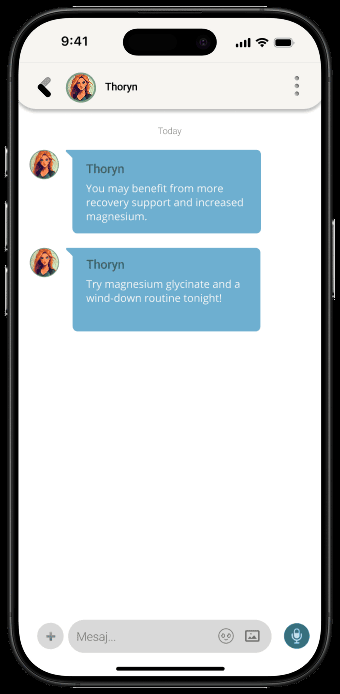 9:41
Thoryn
Today
Thoryn
You may benefit from more
recovery support and increased
magnesium.
Thoryn
Try magnesium glycinate and a
wind-down routine tonight!
Mesaj...